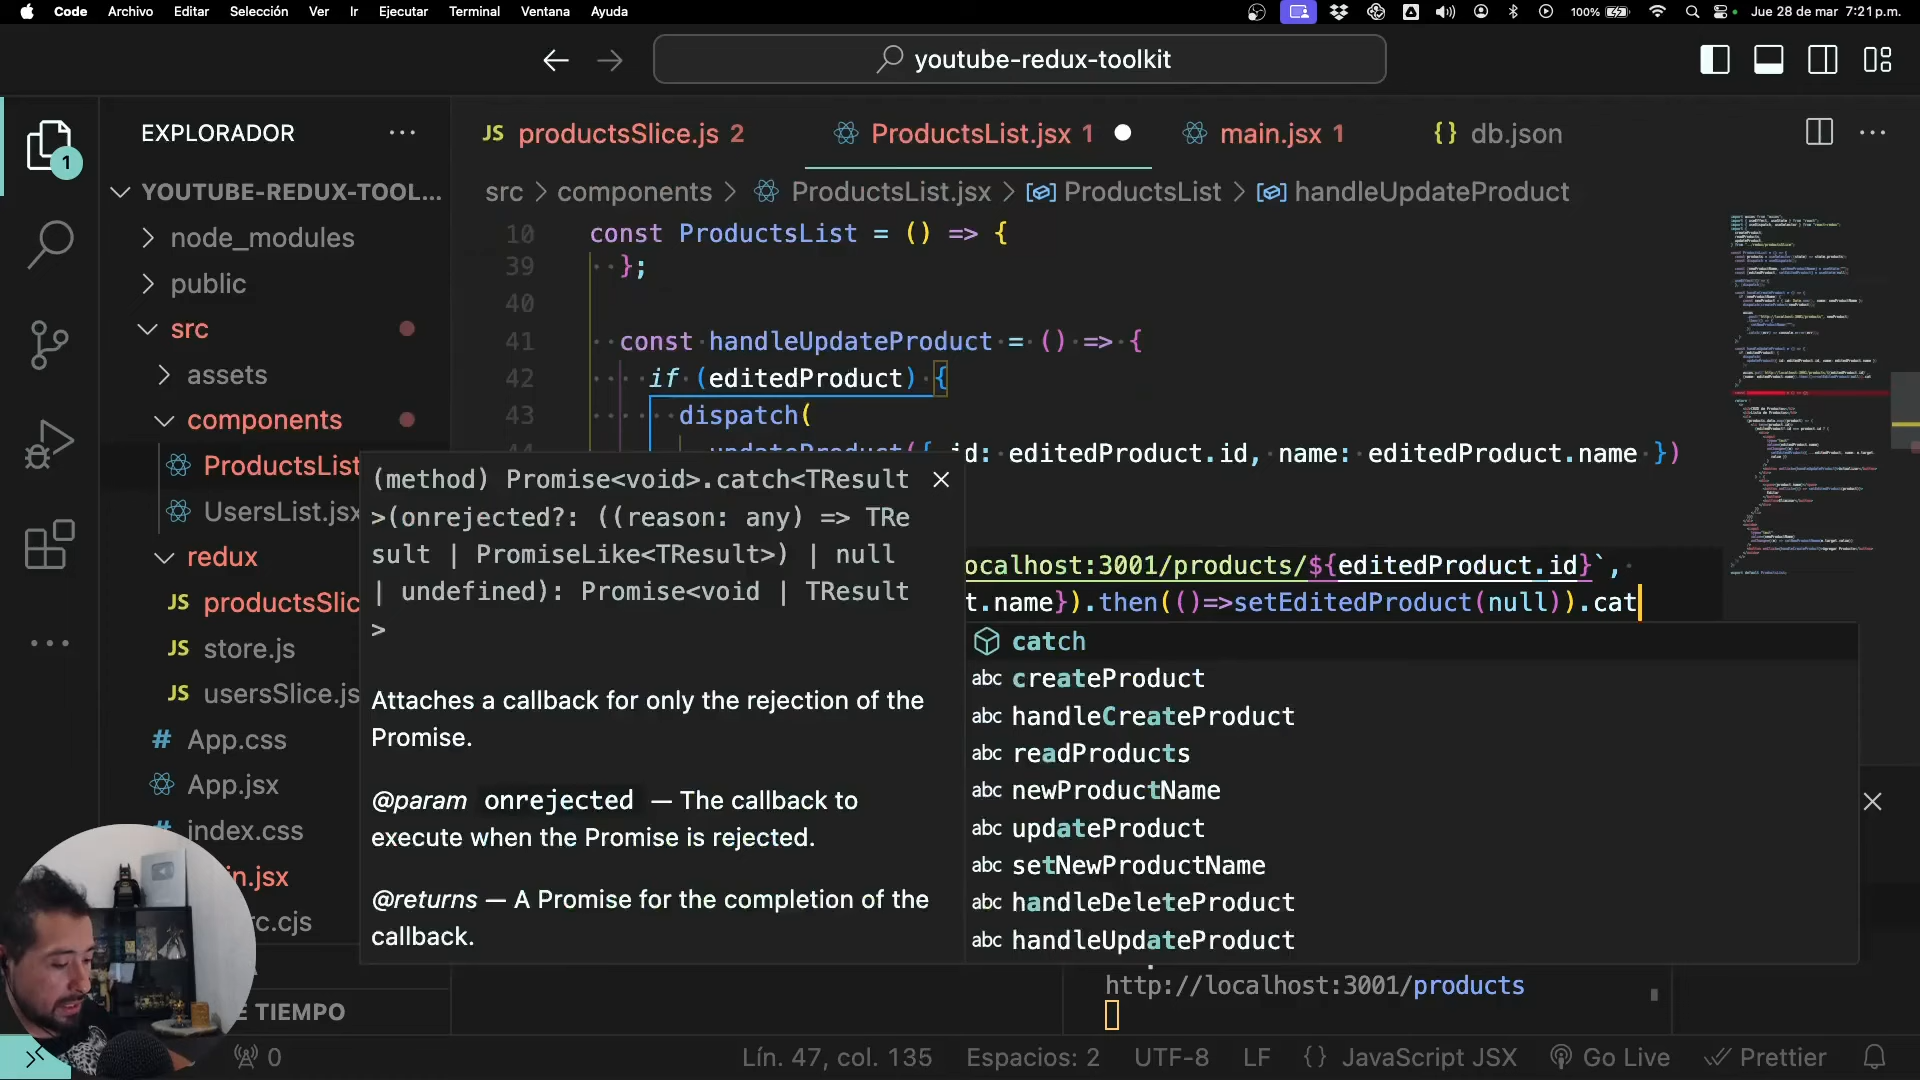 Code Archivo Editar Selección Ver Ir Ejecutar Terminal Ventana Ayuda 100% Jue 28 de mar 7:21 p.m.
youtube-redux-toolkit
EXPLORADOR
1
YOUTUBE-REDUX-TOOL...
node_modules
public
src
assets
components
ProductsList
UsersList.jsx
redux
JS productsSlic
JS store.js
JS usersSlice.js
# App.css
App.jsx
index.css
in.jsx
rc.cjs
E TIEMPO
JS productsSlice.js 2
ProductsList.jsx 1
main.jsx 1
{} db.json
src > components > ProductsList.jsx > ProductsList > handleUpdateProduct
10 const ProductsList = () => {
39 };
40
41 const handleUpdateProduct = () => {
42 if (editedProduct) {
43 dispatch(
updateProduct({ id: editedProduct.id, name: editedProduct.name })
ocalhost:3001/products/${editedProduct.id}`,
t.name}).then(()=>setEditedProduct(null)).cat
(method) Promise<void>.catch<TResult
>(onrejected?: ((reason: any) => TRe
sult | PromiseLike<TResult>) | null
| undefined): Promise<void | TResult
>
Attaches a callback for only the rejection of the
Promise.
@param onrejected — The callback to
execute when the Promise is rejected.
@returns — A Promise for the completion of the
callback.
catch
abc createProduct
abc handleCreateProduct
abc readProducts
abc newProductName
abc updateProduct
abc setNewProductName
abc handleDeleteProduct
abc handleUpdateProduct
http://localhost:3001/products
0 Lín. 47, col. 135 Espacios: 2 UTF-8 LF {} JavaScript JSX Go Live Prettier